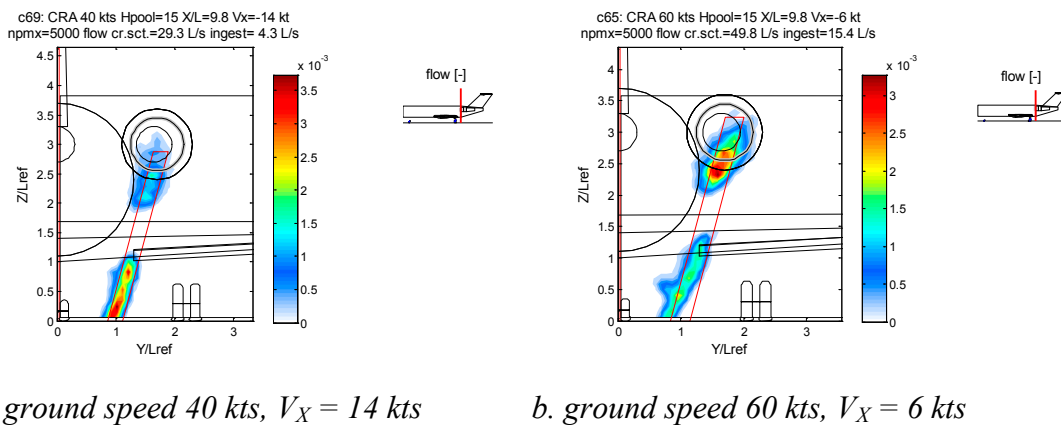 c69: CRA 40 kts Hpool=15 X/L=9.8 Vx=-14 kt
npmx=5000 flow cr.sct.=29.3 L/s ingest= 4.3 L/s
x 10⁻³
4.5
4
3.5
3
2.5
2
1.5
1
0.5
0
Z/Lref
0 1 2 3
Y/Lref
3.5
3
2.5
2
1.5
1
0.5
0
flow [-]
c65: CRA 60 kts Hpool=15 X/L=9.8 Vx=-6 kt
npmx=5000 flow cr.sct.=49.8 L/s ingest=15.4 L/s
x 10⁻³
4
3.5
3
2.5
2
1.5
1
0.5
0
Z/Lref
0 1 2 3
Y/Lref
3
2.5
2
1.5
1
0.5
0
flow [-]
ground speed 40 kts, VX = 14 kts
b. ground speed 60 kts, VX = 6 kts